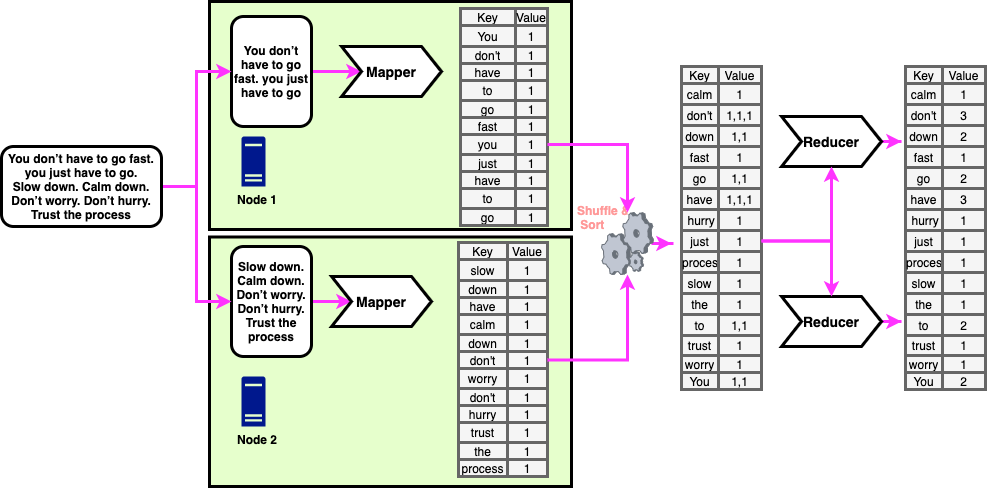 You don't have to go fast.
you just have to go.
Slow down. Calm down.
Don't worry. Don't hurry.
Trust the process
You don't
have to go
fast. you just
have to go
Mapper
Node 1
Key Value
You 1
don't 1
have 1
to 1
go 1
fast 1
you 1
just 1
have 1
to 1
go 1
Slow down.
Calm down.
Don't worry.
Don't hurry.
Trust the
process
Mapper
Node 2
Key Value
slow 1
down 1
have 1
calm 1
down 1
don't 1
worry 1
don't 1
hurry 1
trust 1
the 1
process 1
Shuffle &
Sort
Key Value
calm 1
don't 1,1,1
down 1,1
fast 1
go 1,1
have 1,1,1
hurry 1
just 1
proces 1
slow 1
the 1
to 1,1
trust 1
worry 1
You 1,1
Reducer
Reducer
Key Value
calm 1
don't 3
down 2
fast 1
go 2
have 3
hurry 1
just 1
proces 1
slow 1
the 1
to 2
trust 1
worry 1
You 2